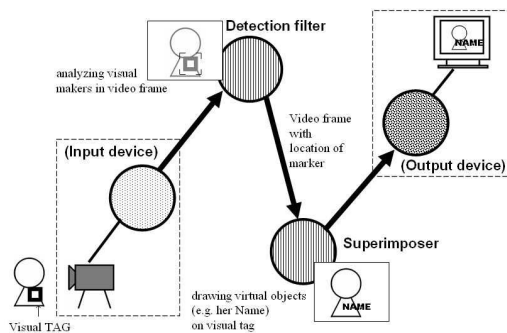 Detection filter
analyzing visual
makers in video frame
NAME
(Input device)
Video frame
with
location of
marker
(Output device)
Superimposer
NAME
drawing virtual objects
(e.g. her Name)
on visual tag
Visual TAG